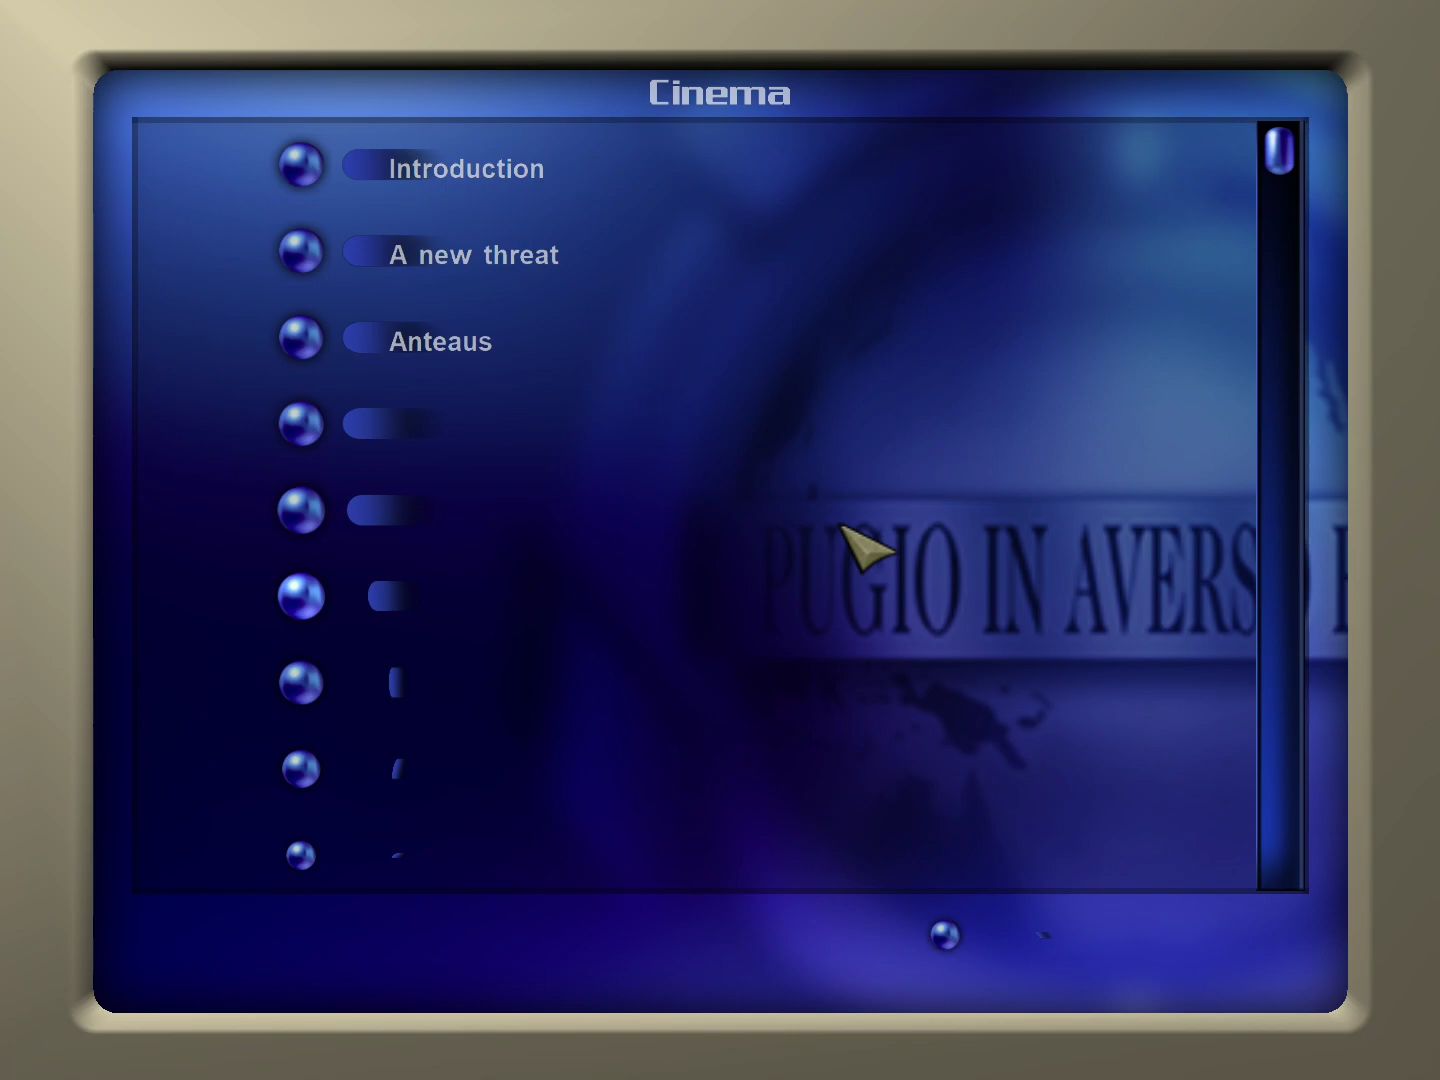 Cinema
Introduction
A new threat
Anteaus
PUGIO IN AVERS